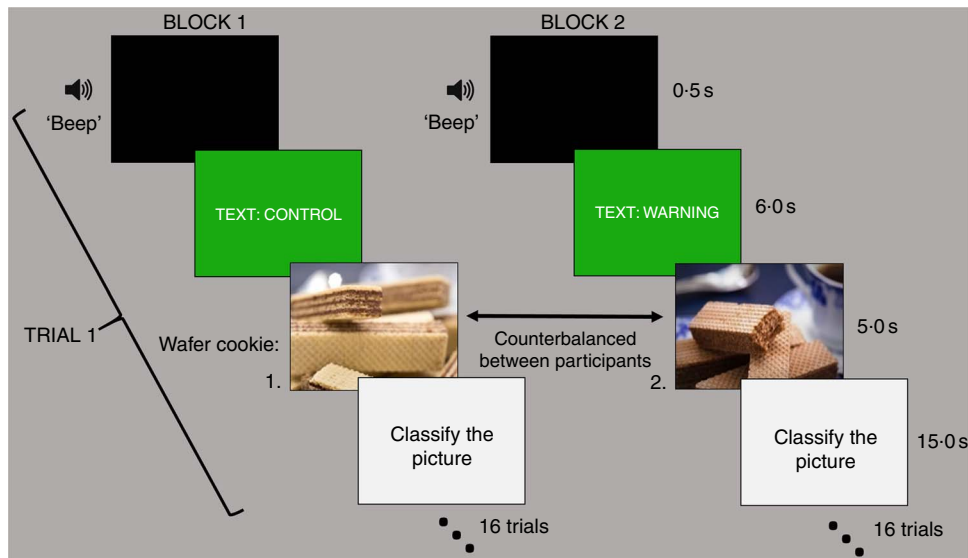 BLOCK 1
BLOCK 2
‘Beep’
‘Beep’
0·5 s
TEXT: CONTROL
TEXT: WARNING
6·0 s
TRIAL 1
Wafer cookie:
1.
Counterbalanced
between participants
2.
5·0 s
Classify the
picture
Classify the
picture
15·0 s
16 trials
16 trials